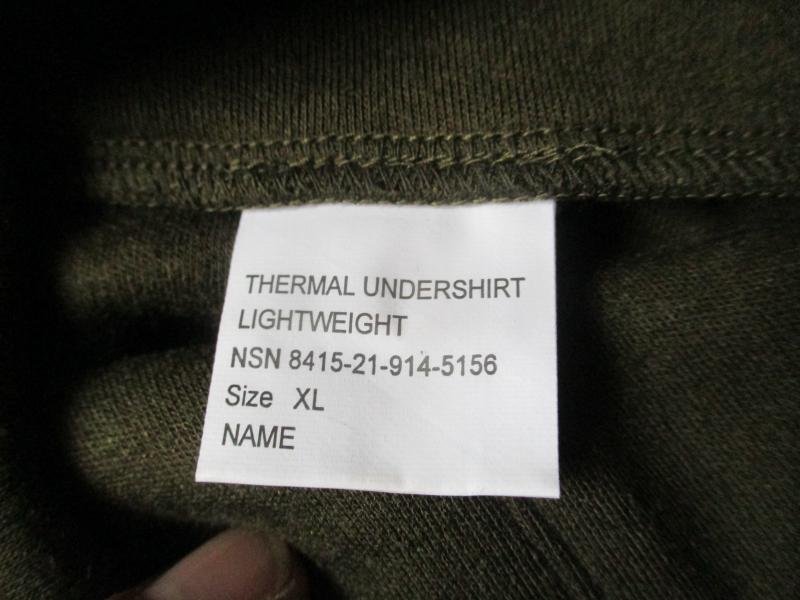 THERMAL UNDERSHIRT
LIGHTWEIGHT
NSN 8415-21-914-5156
Size XL
NAME